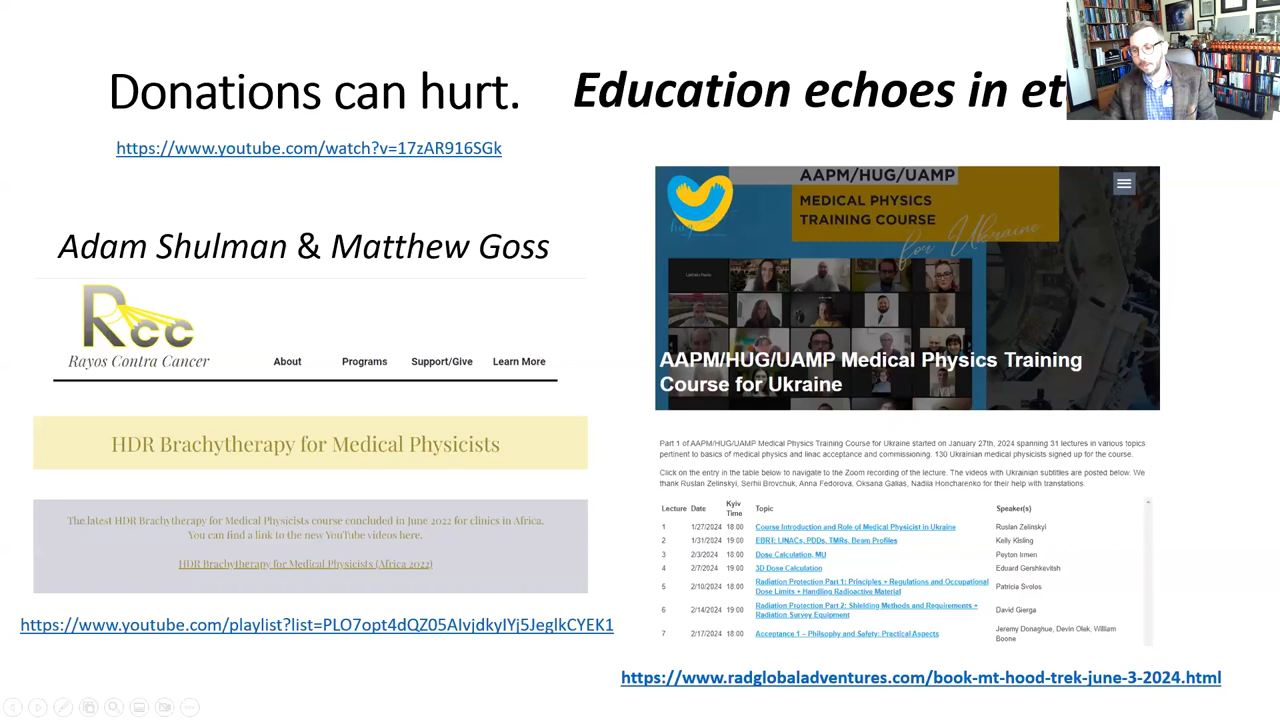 Donations can hurt.
Education echoes in et
https://www.youtube.com/watch?v=17zAR916SGk
Adam Shulman & Matthew Goss
Rcc
Rayos Contra Cancer
About Programs Support/Give Learn More
HDR Brachytherapy for Medical Physicists
The latest HDR Brachytherapy for Medical Physicists course concluded in June 2022 for clinics in Africa.
You can find a link to the new YouTube videos here.
HDR Brachytherapy for Medical Physicists (Africa 2022)
https://www.youtube.com/playlist?list=PLO7opt4dQZ05AlvjdkylYj5JeglkCYEK1
AAPM/HUG/UAMP
MEDICAL PHYSICS
TRAINING COURSE
for Ukraine
hug
AAPM/HUG/UAMP Medical Physics Training
Course for Ukraine
Part 1 of AAPM/HUG/UAMP Medical Physics Training Course for Ukraine started on January 27th, 2024 spanning 31 lectures in various topics
pertinent to basics of medical physics and linac acceptance and commissioning. 130 Ukrainian medical physicists signed up for the course.
Click on the entry in the table below to navigate to the Zoom recording of the lecture. The videos with Ukrainian subtitles are posted below. We
thank Ruslan Zelinskyi, Serhii Brovchuk, Anna Fedorova, Oksana Galias, Nadiia Honcharenko for their help with translations.
Lecture Date Kyiv Time Topic Speaker(s)
1 1/27/2024 18:00 Course Introduction and Role of Medical Physicist in Ukraine Ruslan Zelinskyi
2 1/31/2024 19:00 EBRT: LINACs, PDDs, TMRs, Beam Profiles Kelly Kisling
3 2/3/2024 18:00 Dose Calculation, MU Peyton Irmen
4 2/7/2024 19:00 3D Dose Calculation Eduard Gershkevitsh
5 2/10/2024 18:00 Radiation Protection Part 1: Principles + Regulations and Occupational Dose Limits + Handling Radioactive Material Patricia Svolos
6 2/14/2024 19:00 Radiation Protection Part 2: Shielding Methods and Requirements + Radiation Survey Equipment David Gierga
7 2/17/2024 18:00 Acceptance 1 – Philsophy and Safety; Practical Aspects Jeremy Donaghue, Devin Olek, William Boone
https://www.radglobaladventures.com/book-mt-hood-trek-june-3-2024.html